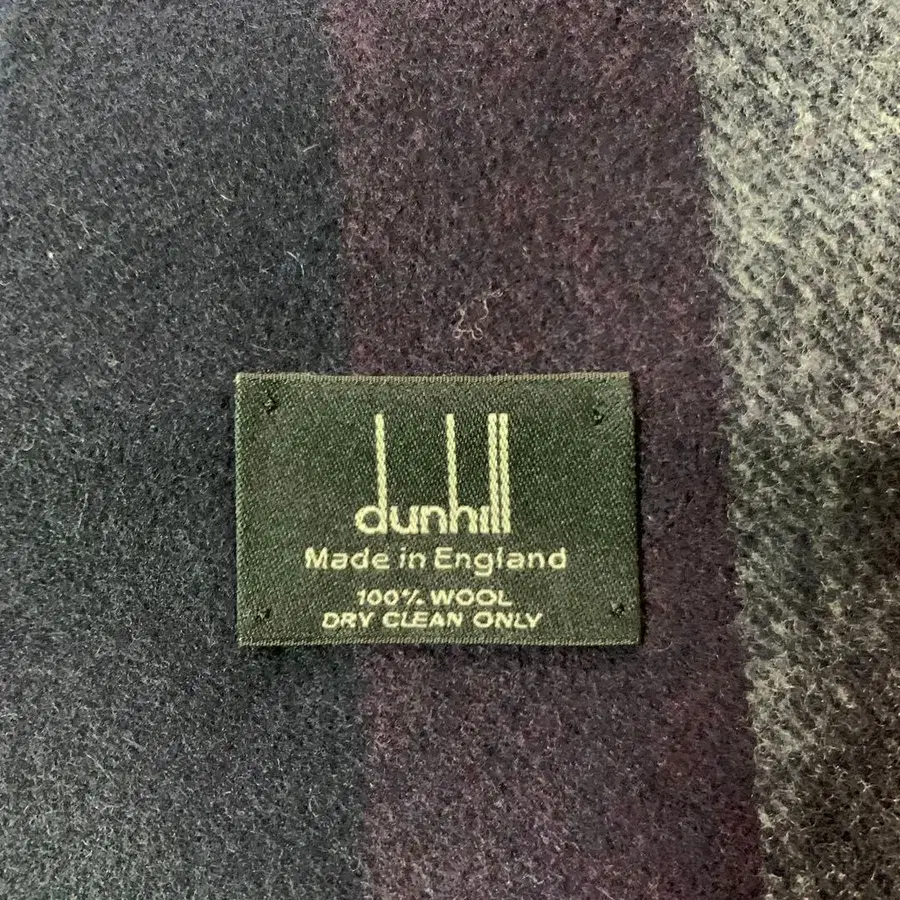 dunhill
Made in England
100% WOOL
DRY CLEAN ONLY